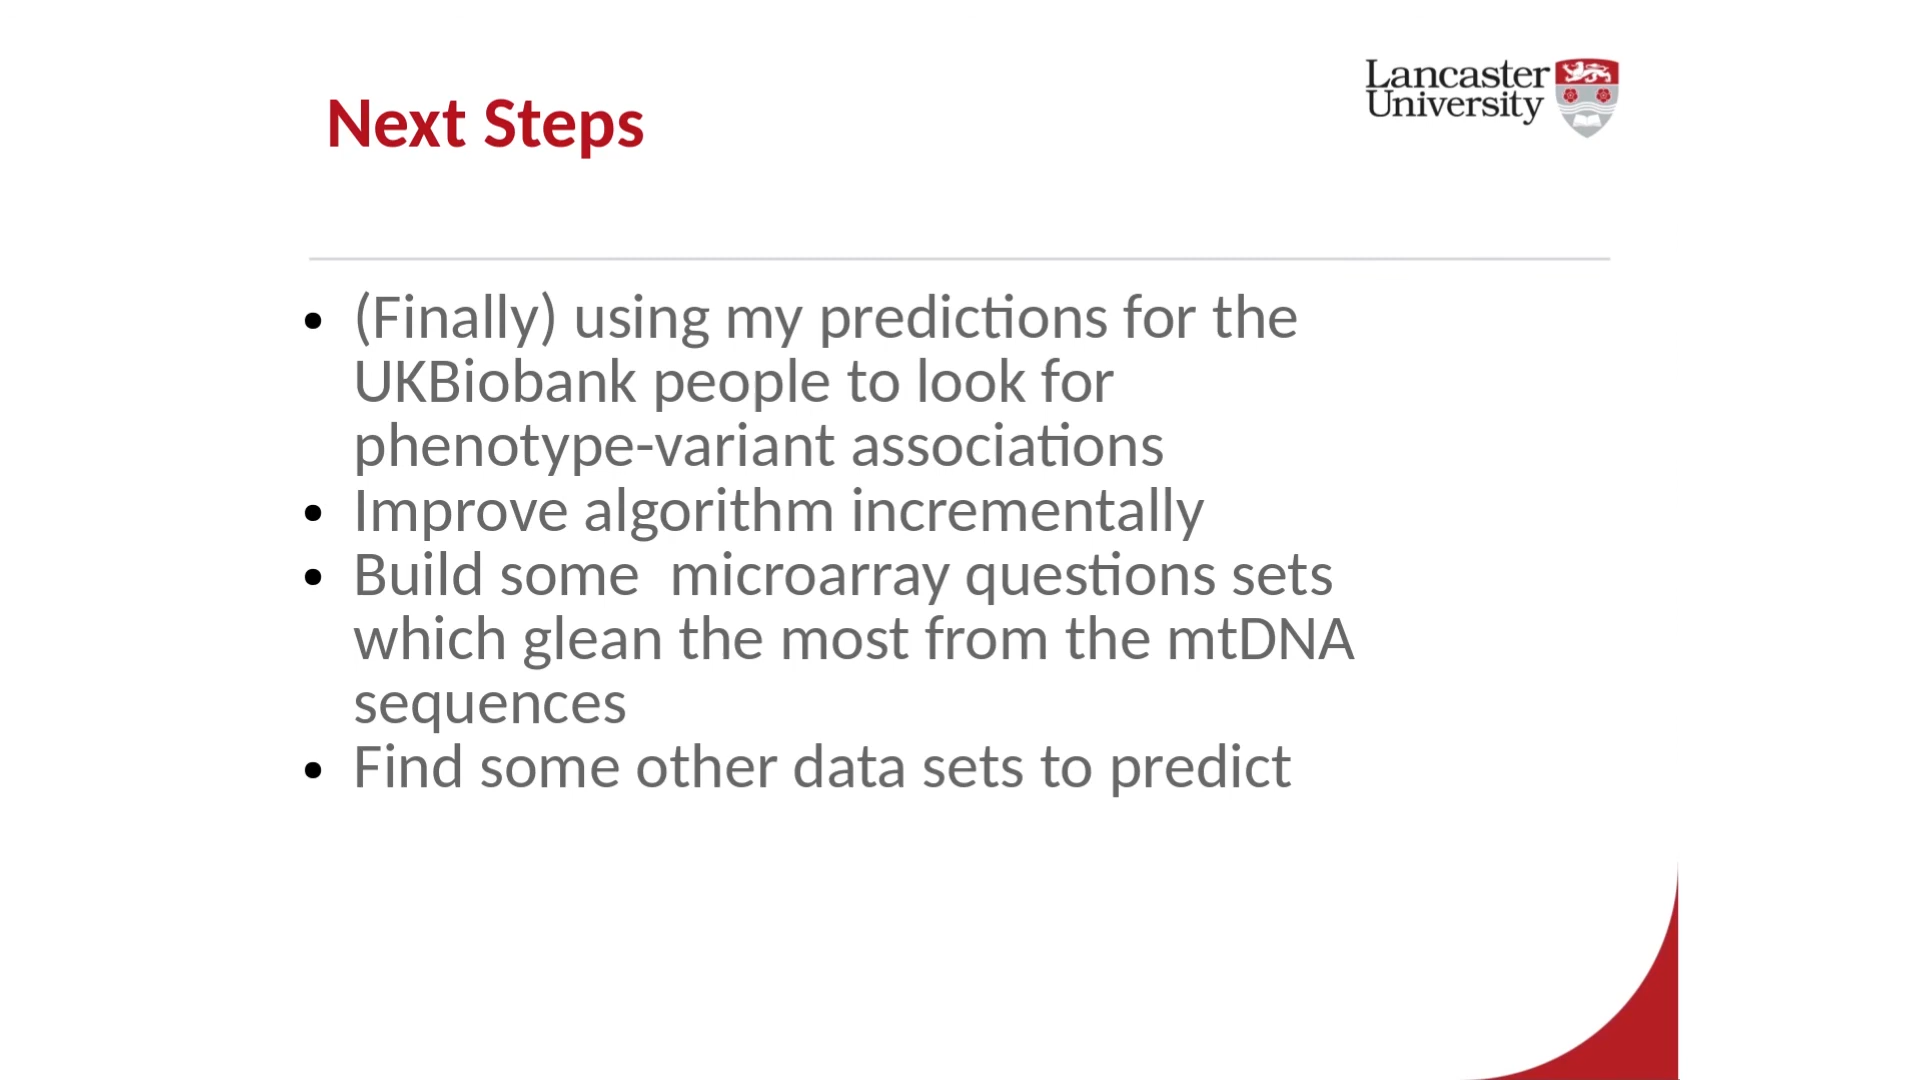 Lancaster
University
Next Steps
• (Finally) using my predictions for the
UKBiobank people to look for
phenotype-variant associations
• Improve algorithm incrementally
• Build some  microarray questions sets
which glean the most from the mtDNA
sequences
• Find some other data sets to predict